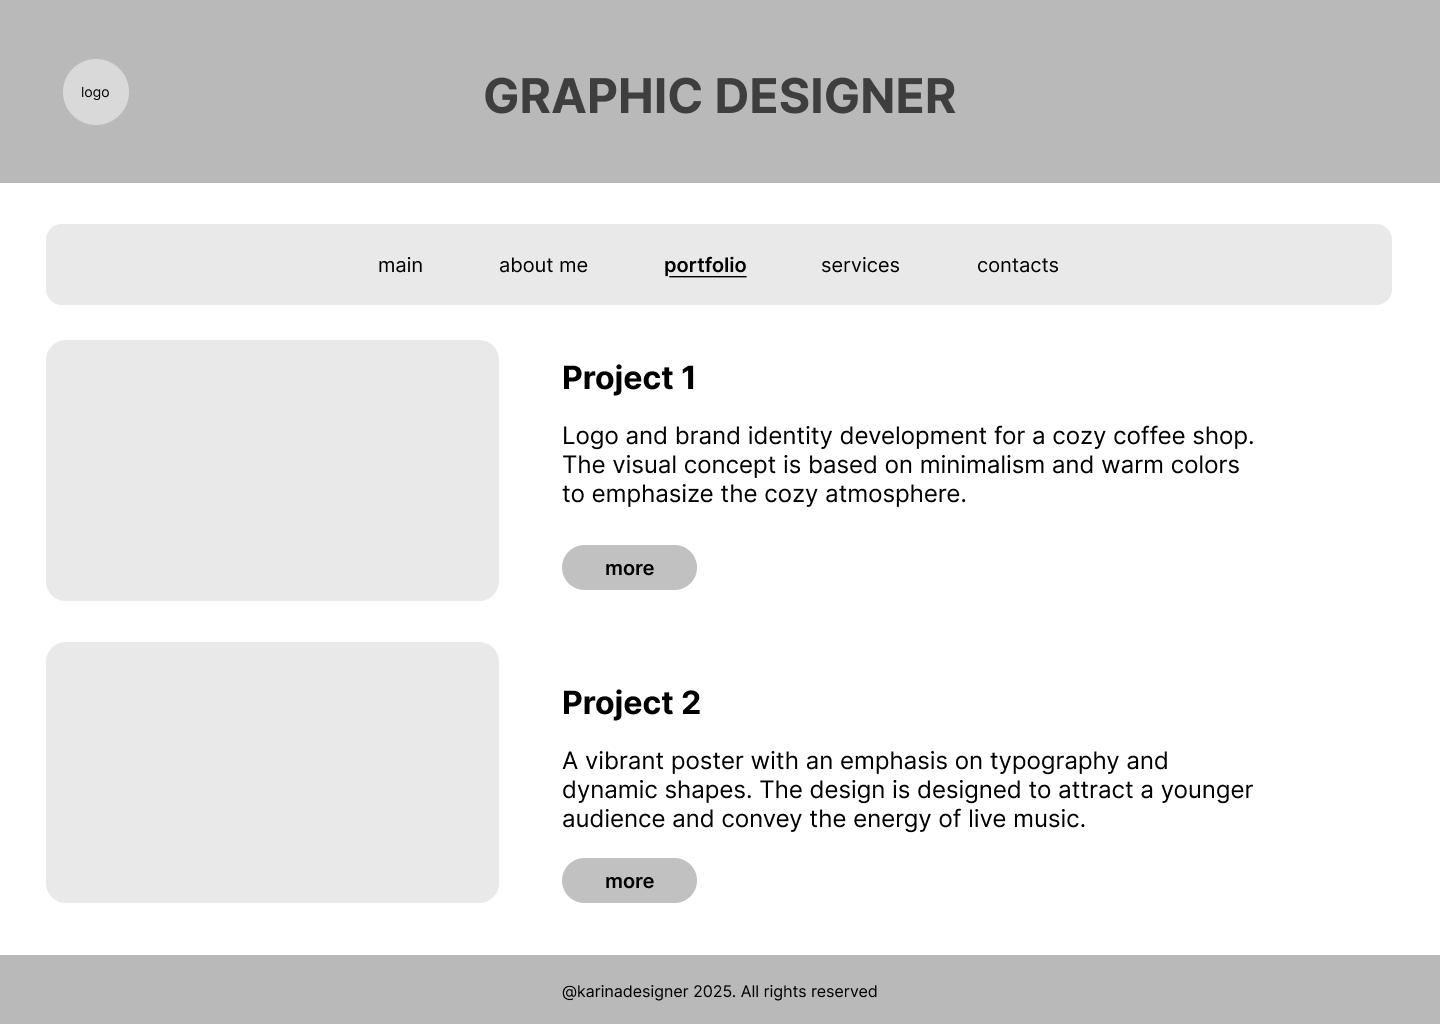 logo
GRAPHIC DESIGNER
main about me portfolio services contacts
Project 1
Logo and brand identity development for a cozy coffee shop.
The visual concept is based on minimalism and warm colors
to emphasize the cozy atmosphere.
more
Project 2
A vibrant poster with an emphasis on typography and
dynamic shapes. The design is designed to attract a younger
audience and convey the energy of live music.
more
@karinadesigner 2025. All rights reserved